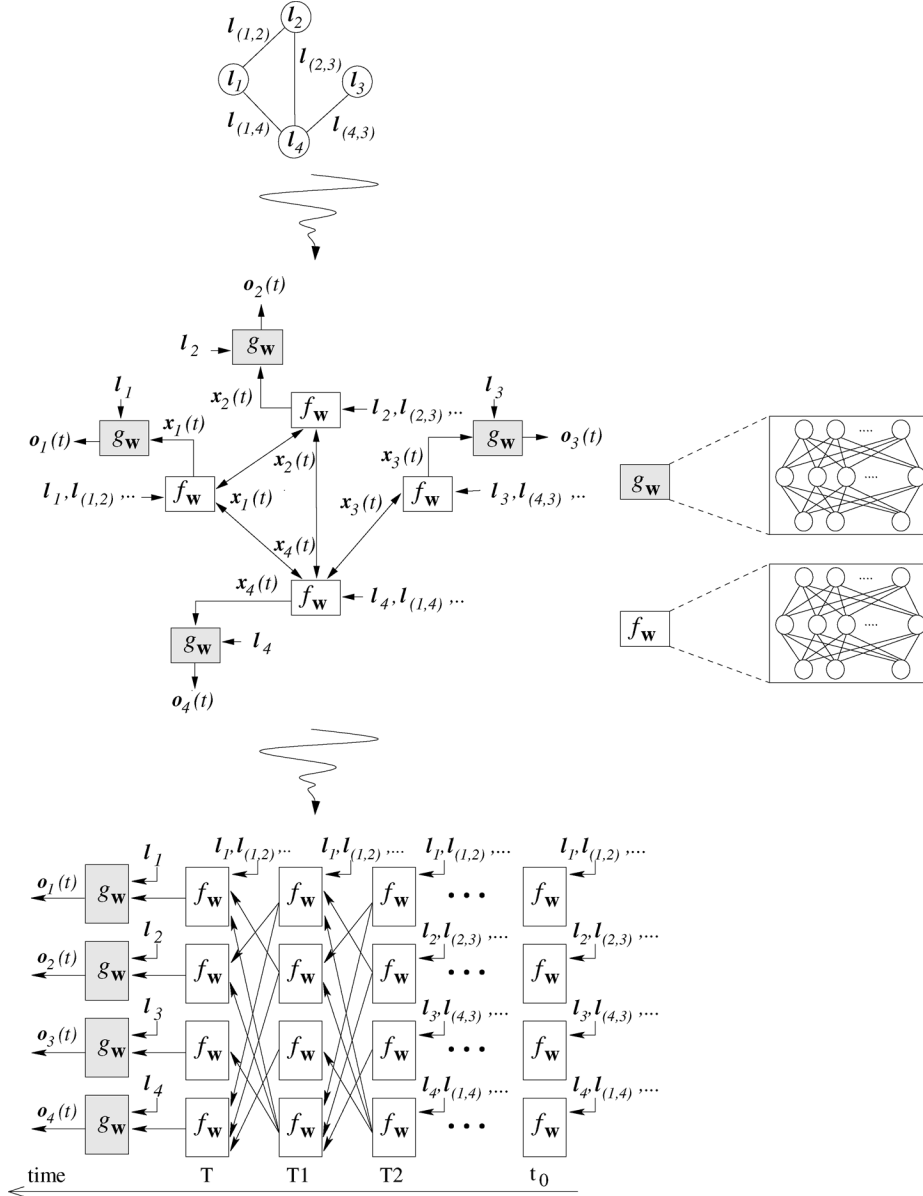 l(1,2)
l2
l(2,3)
l1
l3
l(1,4)
l4
l(4,3)
o2(t)
l2
gw
x2(t)
fw
l2, l(2,3) ,..
l1
x1(t)
o1(t)
gw
l3
gw
o3(t)
x3(t)
x2(t)
l1, l(1,2) ,..
fw
x1(t)
x3(t)
fw
l3, l(4,3) ,..
x4(t)
x4(t)
fw
l4, l(1,4) ,..
gw
l4
o4(t)
gw
....
....
fw
....
....
l1, l(1,2) ,... l1, l(1,2) ,... l1, l(1,2) ,... l1, l(1,2) ,...
o1(t) gw l1 fw fw fw • • • fw
l2, l(2,3) ,... l2, l(2,3) ,...
o2(t) gw l2 fw fw fw • • • fw
l3, l(4,3) ,... l3, l(4,3) ,...
o3(t) gw l3 fw fw fw • • • fw
l4, l(1,4) ,... l4, l(1,4) ,...
o4(t) gw l4 fw fw fw • • • fw
time T T1 T2 t0